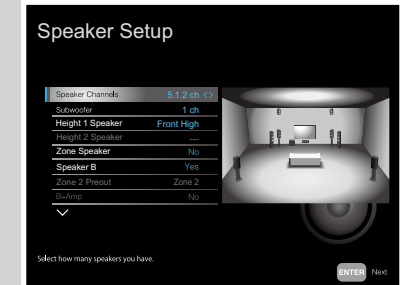 Speaker Setup
Speaker Channels 5.1.2 ch <>
Subwoofer 1 ch
Height 1 Speaker Front High
Height 2 Speaker ---
Zone Speaker No
Speaker B Yes
Zone 2 Preout Zone 2
Bi-Amp No
Select how many speakers you have.
ENTER Next